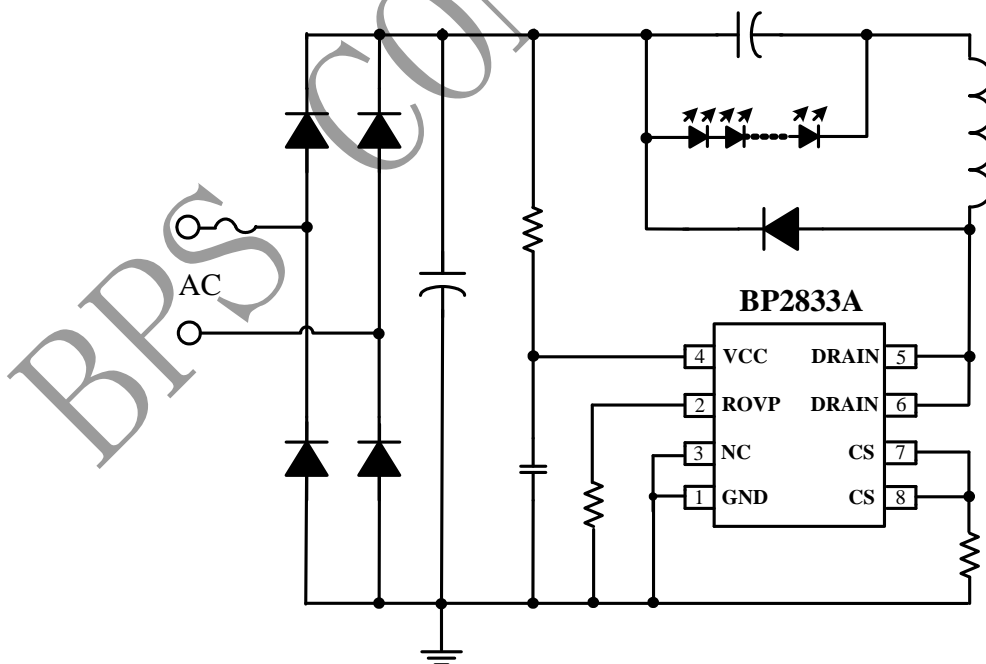 BPS CON
AC
BP2833A
4 VCC DRAIN 5
2 ROVP DRAIN 6
3 NC CS 7
1 GND CS 8